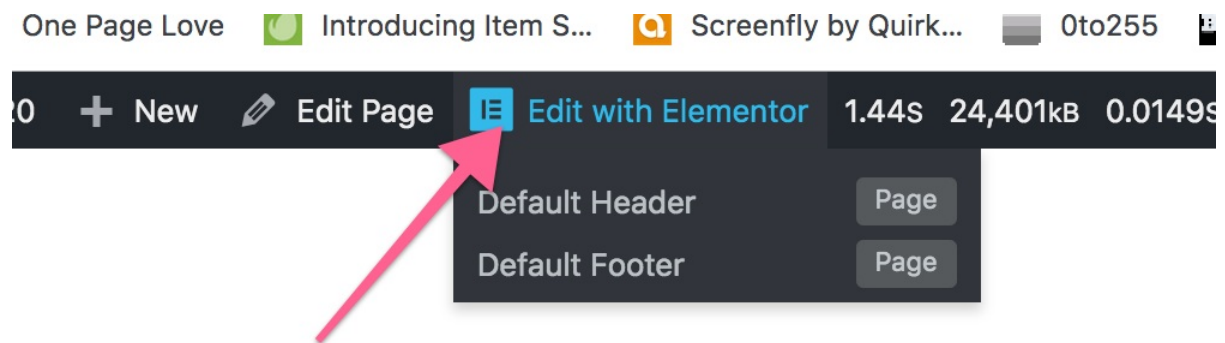 One Page Love Introducing Item S... Screenfly by Quirk... 0to255
:0 New Edit Page Edit with Elementor 1.44S 24,401KB 0.0149S
Default Header Page
Default Footer Page